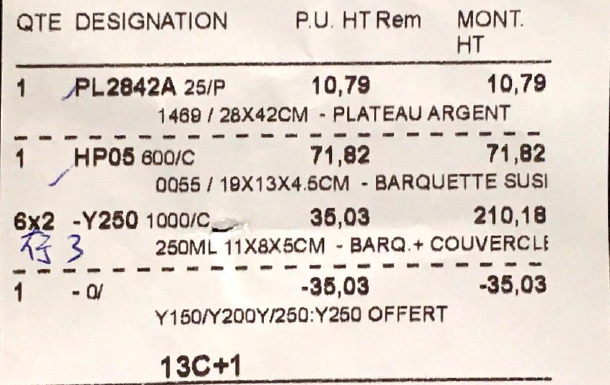 QTE DESIGNATION P.U. HT Rem MONT. HT
1 PL2842A 25/P 10,79 10,79
1469 / 28X42CM - PLATEAU ARGENT
1 HP05 600/C 71,82 71,82
0055 / 19X13X4.5CM - BARQUETTE SUSI
6x2 -Y250 1000/C 35,03 210,18
3 250ML 11X8X5CM - BARQ.+ COUVERCLE
1 - 0/ -35,03 -35,03
Y150/Y200Y/250:Y250 OFFERT
13C+1